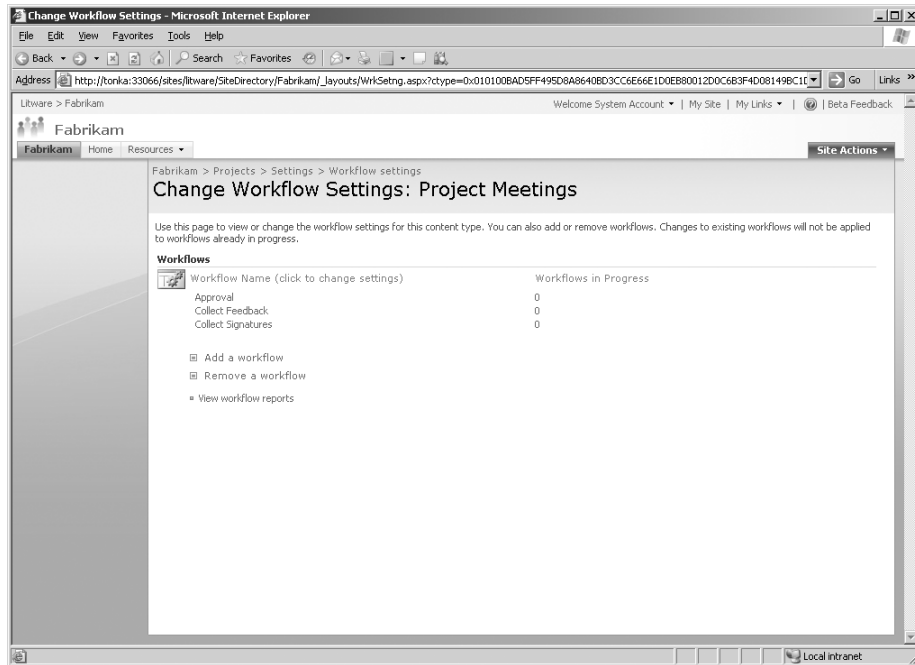 Change Workflow Settings - Microsoft Internet Explorer
File Edit View Favorites Tools Help
Back Search Favorites
Address http://tonka:33066/sites/litware/SiteDirectory/Fabrikam/_layouts/WrkSetng.aspx?ctype=0x010100BAD5FF495D8A8640BD3CC6E66E1D0EB80012D0C6B3F4D08149BC1D Go Links »
Litware > Fabrikam Welcome System Account | My Site | My Links | Beta Feedback
Fabrikam
Fabrikam Home Resources Site Actions
Fabrikam > Projects > Settings > Workflow settings
Change Workflow Settings: Project Meetings
Use this page to view or change the workflow settings for this content type. You can also add or remove workflows. Changes to existing workflows will not be applied
to workflows already in progress.
Workflows
Workflow Name (click to change settings) Workflows in Progress
Approval 0
Collect Feedback 0
Collect Signatures 0
Add a workflow
Remove a workflow
View workflow reports
Local intranet